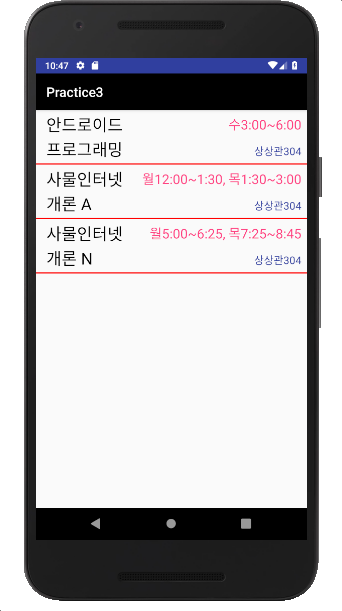 10:47
Practice3
안드로이드 수3:00~6:00
프로그래밍 상상관304
사물인터넷 월12:00~1:30, 목1:30~3:00
개론 A 상상관304
사물인터넷 월5:00~6:25, 목7:25~8:45
개론 N 상상관304